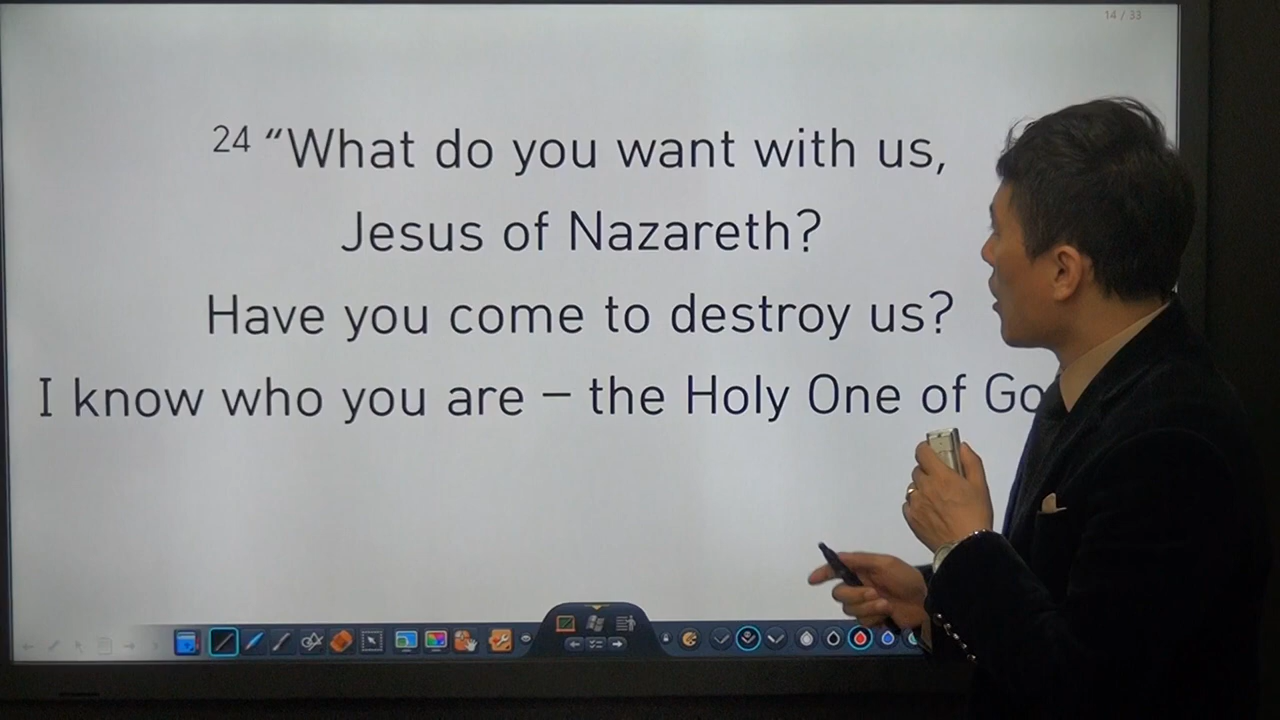 14 / 33
24 “What do you want with us,
Jesus of Nazareth?
Have you come to destroy us?
I know who you are – the Holy One of Go